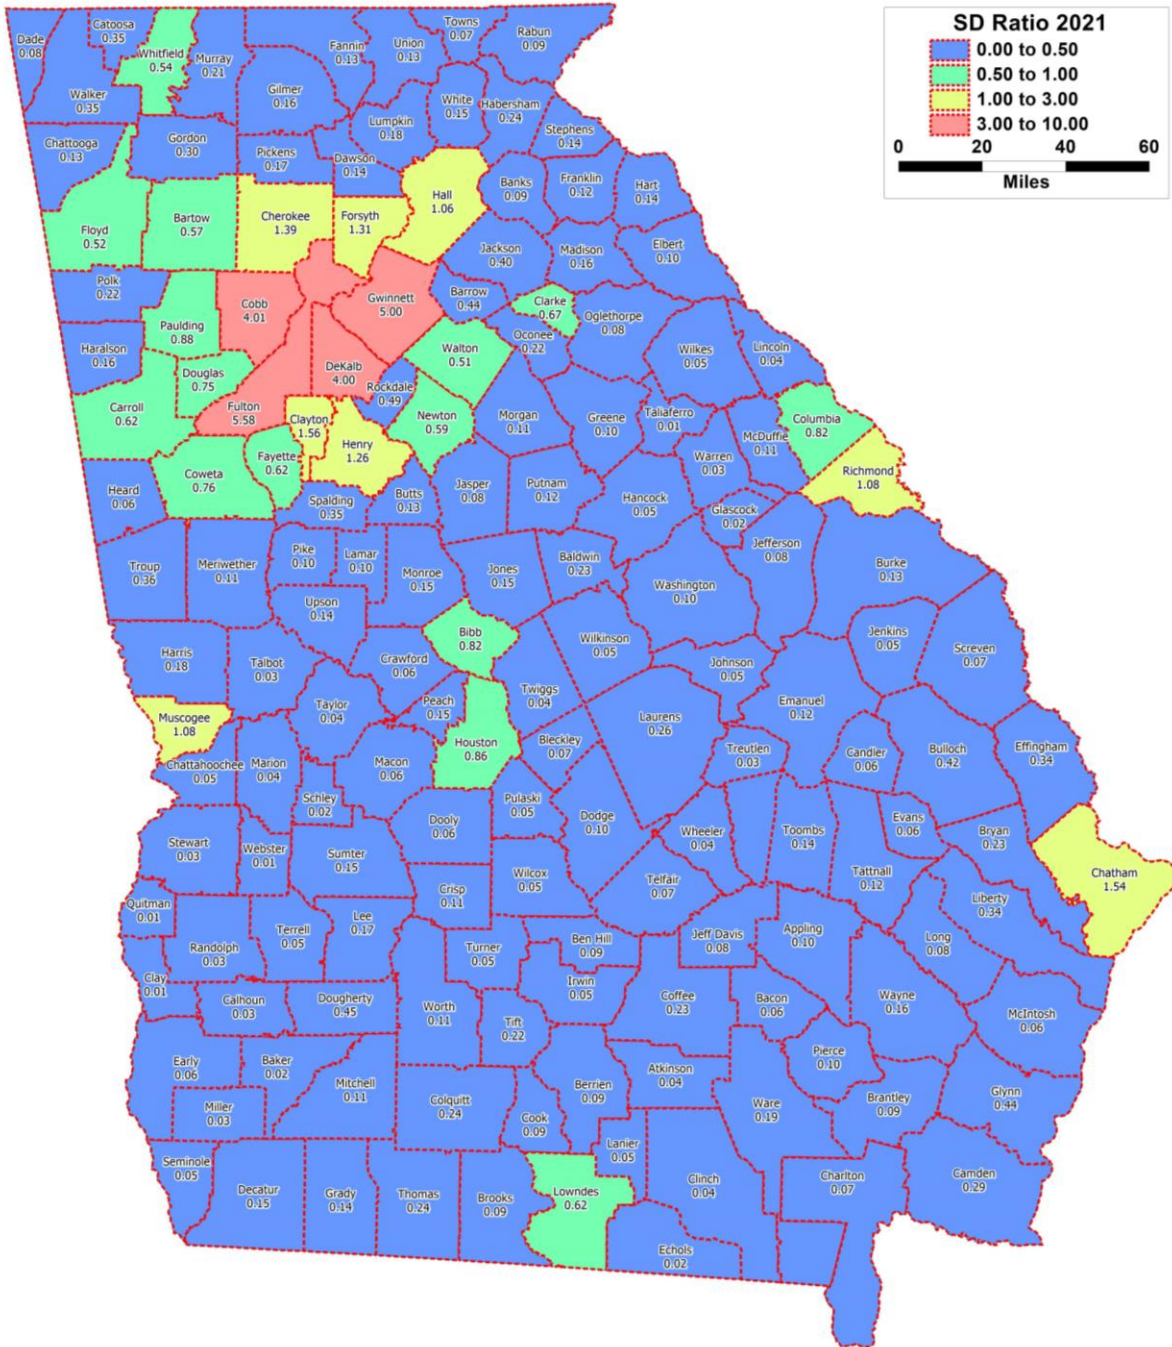 SD Ratio 2021
0.00 to 0.50
0.50 to 1.00
1.00 to 3.00
3.00 to 10.00
0 20 40 60
Miles
Dade
0.08
Catoosa
0.35
Whitfield
0.54
Murray
0.21
Fannin
0.13
Union
0.13
Towns
0.07
Rabun
0.09
Walker
0.35
Gilmer
0.16
White
0.15
Habersham
0.24
Lumpkin
0.18
Stephens
0.14
Chattooga
0.13
Gordon
0.30
Pickens
0.17
Dawson
0.14
Hall
1.06
Banks
0.09
Franklin
0.12
Hart
0.14
Floyd
0.52
Bartow
0.57
Cherokee
1.39
Forsyth
1.31
Jackson
0.40
Madison
0.16
Elbert
0.10
Polk
0.22
Cobb
4.01
Gwinnett
5.00
Barrow
0.44
Clarke
0.67
Oglethorpe
0.08
Paulding
0.88
Haralson
0.16
Douglas
0.75
DeKalb
4.00
Rockdale
0.49
Walton
0.51
Oconee
0.22
Wilkes
0.05
Lincoln
0.04
Carroll
0.62
Fulton
5.58
Clayton
1.56
Henry
1.26
Newton
0.59
Morgan
0.11
Greene
0.10
Taliaferro
0.01
McDuffie
0.11
Columbia
0.82
Heard
0.06
Coweta
0.76
Fayette
0.62
Spalding
0.35
Butts
0.13
Jasper
0.08
Putnam
0.12
Hancock
0.05
Warren
0.03
Richmond
1.08
Glascock
0.02
Jefferson
0.08
Troup
0.36
Meriwether
0.11
Pike
0.10
Lamar
0.10
Monroe
0.15
Jones
0.15
Baldwin
0.23
Washington
0.10
Burke
0.13
Upson
0.14
Harris
0.18
Talbot
0.03
Crawford
0.06
Bibb
0.82
Wilkinson
0.05
Johnson
0.05
Jenkins
0.05
Screven
0.07
Muscogee
1.08
Taylor
0.04
Peach
0.15
Twiggs
0.04
Laurens
0.26
Emanuel
0.12
Chattahoochee
0.05
Marion
0.04
Macon
0.06
Houston
0.86
Bleckley
0.07
Treutlen
0.03
Candler
0.06
Bulloch
0.42
Effingham
0.34
Schley
0.02
Dooly
0.06
Pulaski
0.05
Dodge
0.10
Wheeler
0.04
Toombs
0.14
Evans
0.06
Bryan
0.23
Stewart
0.03
Webster
0.01
Sumter
0.15
Crisp
0.11
Wilcox
0.05
Telfair
0.07
Tattnall
0.12
Chatham
1.54
Quitman
0.01
Randolph
0.03
Terrell
0.05
Lee
0.17
Turner
0.05
Ben Hill
0.09
Jeff Davis
0.08
Appling
0.10
Long
0.08
Liberty
0.34
Clay
0.01
Calhoun
0.03
Dougherty
0.45
Worth
0.11
Tift
0.22
Irwin
0.05
Coffee
0.23
Bacon
0.06
Wayne
0.16
McIntosh
0.06
Early
0.06
Baker
0.02
Mitchell
0.11
Colquitt
0.24
Berrien
0.09
Atkinson
0.04
Pierce
0.10
Miller
0.03
Cook
0.09
Ware
0.19
Brantley
0.09
Glynn
0.44
Seminole
0.05
Decatur
0.15
Grady
0.14
Thomas
0.24
Brooks
0.09
Lowndes
0.62
Lanier
0.05
Clinch
0.04
Charlton
0.07
Camden
0.29
Echols
0.02